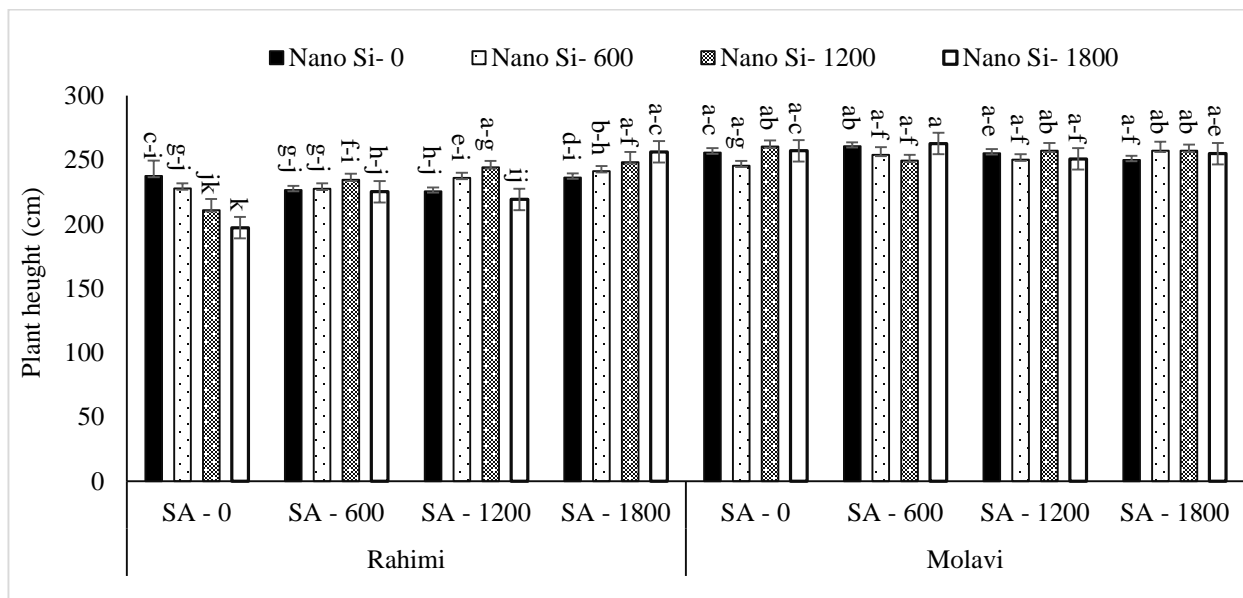 Nano Si- 0 Nano Si- 600 Nano Si- 1200 Nano Si- 1800
Plant heught (cm)
300
250
200
150
100
50
0
c-i g-j jk k g-j g-j f-i h-j h-j e-i a-g ij d-i b-h a-f a-c a-c a-g ab a-c ab a-f a-f a a-e a-f ab a-f a-f ab ab a-e
SA - 0 SA - 600 SA - 1200 SA - 1800 SA - 0 SA - 600 SA - 1200 SA - 1800
Rahimi Molavi